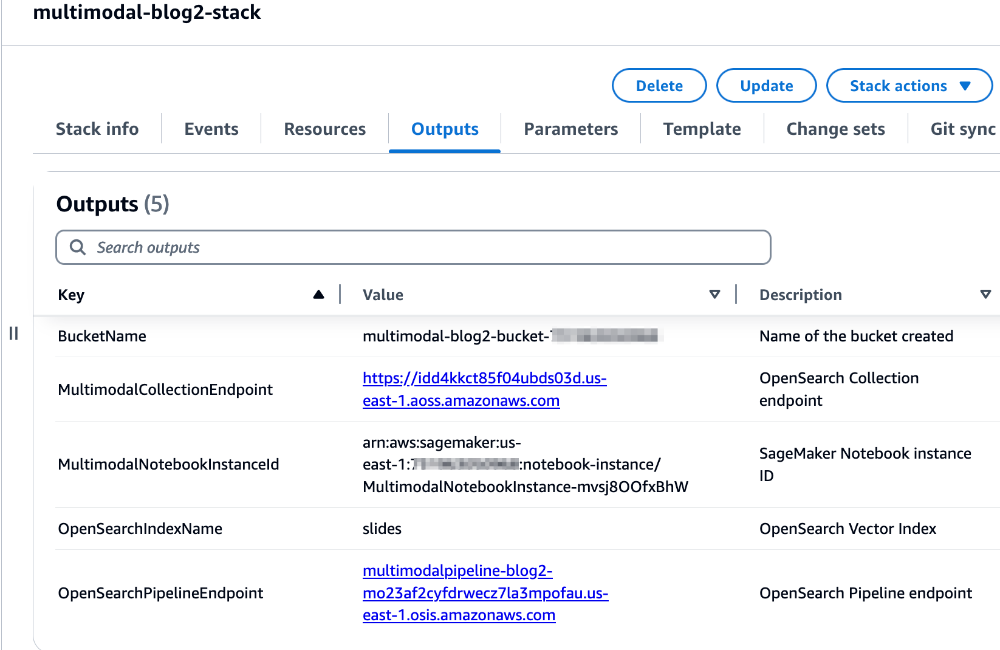 multimodal-blog2-stack
Delete
Update
Stack actions
Stack info
Events
Resources
Outputs
Parameters
Template
Change sets
Git sync
Outputs (5)
Search outputs
Key
Value
Description
BucketName
multimodal-blog2-bucket-
Name of the bucket created
MultimodalCollectionEndpoint
https://idd4kkct85f04ubds03d.us-
east-1.aoss.amazonaws.com
OpenSearch Collection
endpoint
MultimodalNotebookInstanceId
arn:aws:sagemaker:us-
east-1:
:notebook-instance/
MultimodalNotebookInstance-mvsj8OOfxBhW
SageMaker Notebook instance
ID
OpenSearchIndexName
slides
OpenSearch Vector Index
OpenSearchPipelineEndpoint
multimodalpipeline-blog2-
mo23af2cyfdrwecz7la3mpofau.us-
east-1.osis.amazonaws.com
OpenSearch Pipeline endpoint